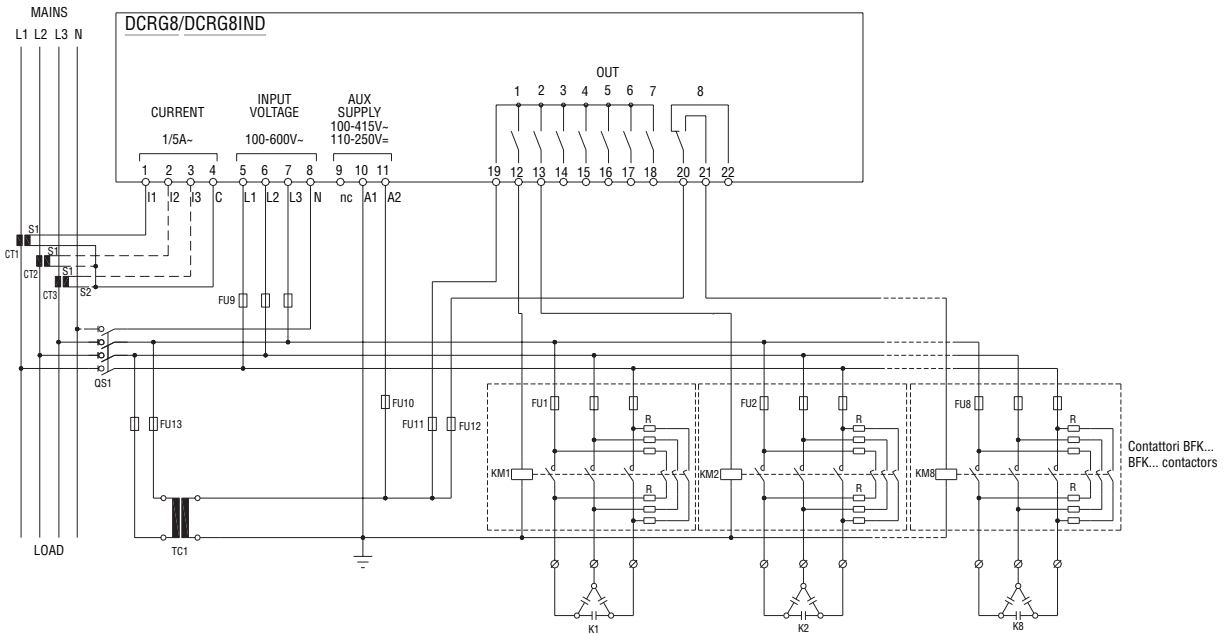 MAINS
L1 L2 L3 N
DCRG8/DCRG8IND
CURRENT
1/5A~
INPUT
VOLTAGE
100-600V~
AUX
SUPPLY
100-415V~
110-250V=
OUT
1 2 3 4 5 6 7 8
1 2 3 4 5 6 7 8 9 10 11 19 12 13 14 15 16 17 18 20 21 22
I1 I2 I3 C L1 L2 L3 N nc A1 A2
S1
CT1
S1
CT2
S1
CT3 S2
FU9
QS1
FU10
FU13
FU11 FU12
FU1 FU2 FU8
R R R
Contattori BFK...
BFK... contactors
KM1 KM2 KM8
R R R
LOAD
TC1
K1 K2 K8